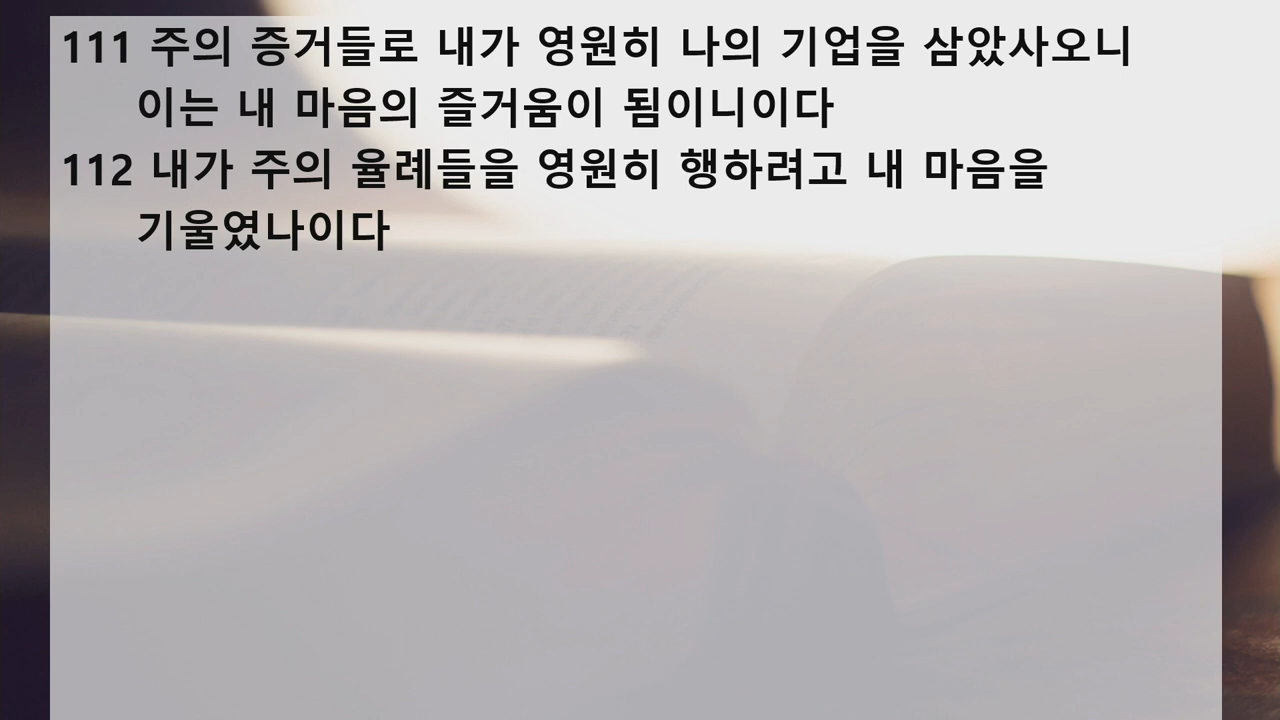 111 주의 증거들로 내가 영원히 나의 기업을 삼았사오니
이는 내 마음의 즐거움이 됨이니이다
112 내가 주의 율례들을 영원히 행하려고 내 마음을
기울였나이다